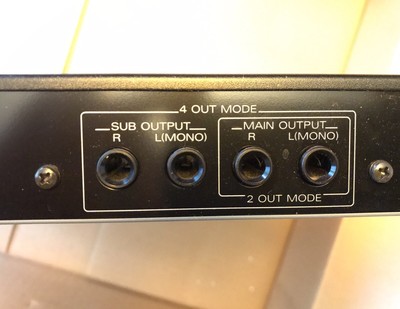 4 OUT MODE
SUB OUTPUT
MAIN OUTPUT
R L(MONO)
R L(MONO)
2 OUT MODE